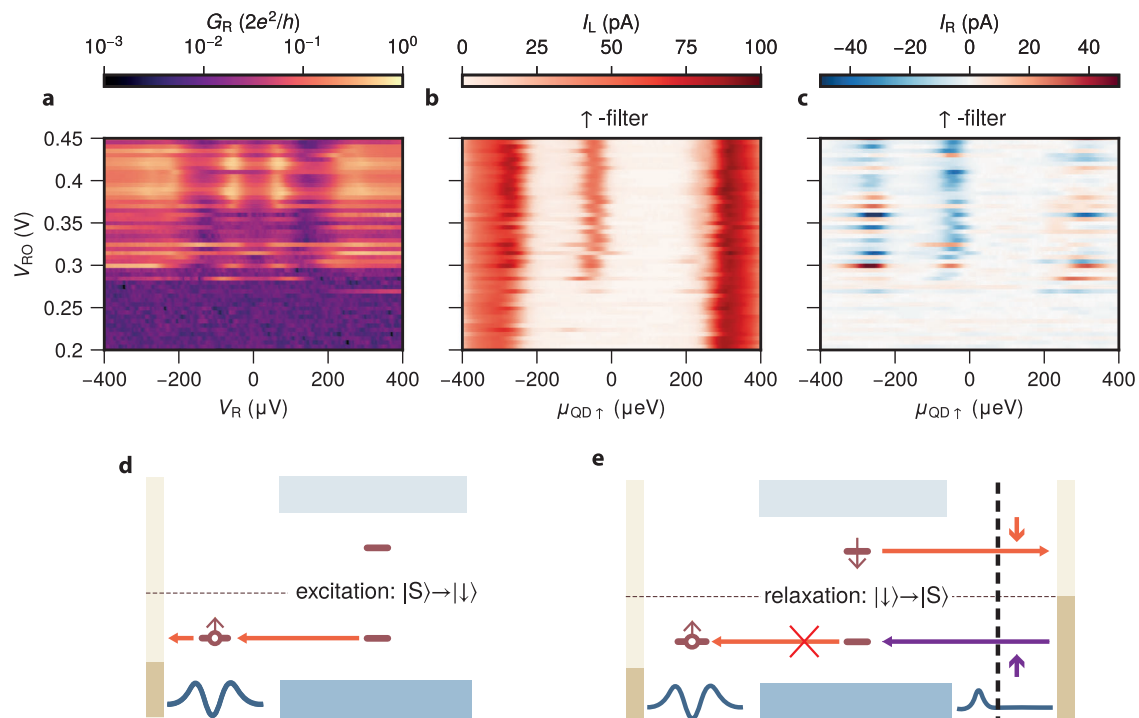 G_R (2e²/h)
10⁻³ 10⁻² 10⁻¹ 10⁰
I_L (pA)
0 25 50 75 100
I_R (pA)
−40 −20 0 20 40
a
b
↑ -filter
c
↑ -filter
V_RO (V)
0.45
0.4
0.35
0.3
0.25
0.2
−400 −200 0 200 400
V_R (µV)
−400 −200 0 200 400
µ_QD↑ (µeV)
−400 −200 0 200 400
µ_QD↑ (µeV)
d
excitation: |S⟩→|↓⟩
e
relaxation: |↓⟩→|S⟩